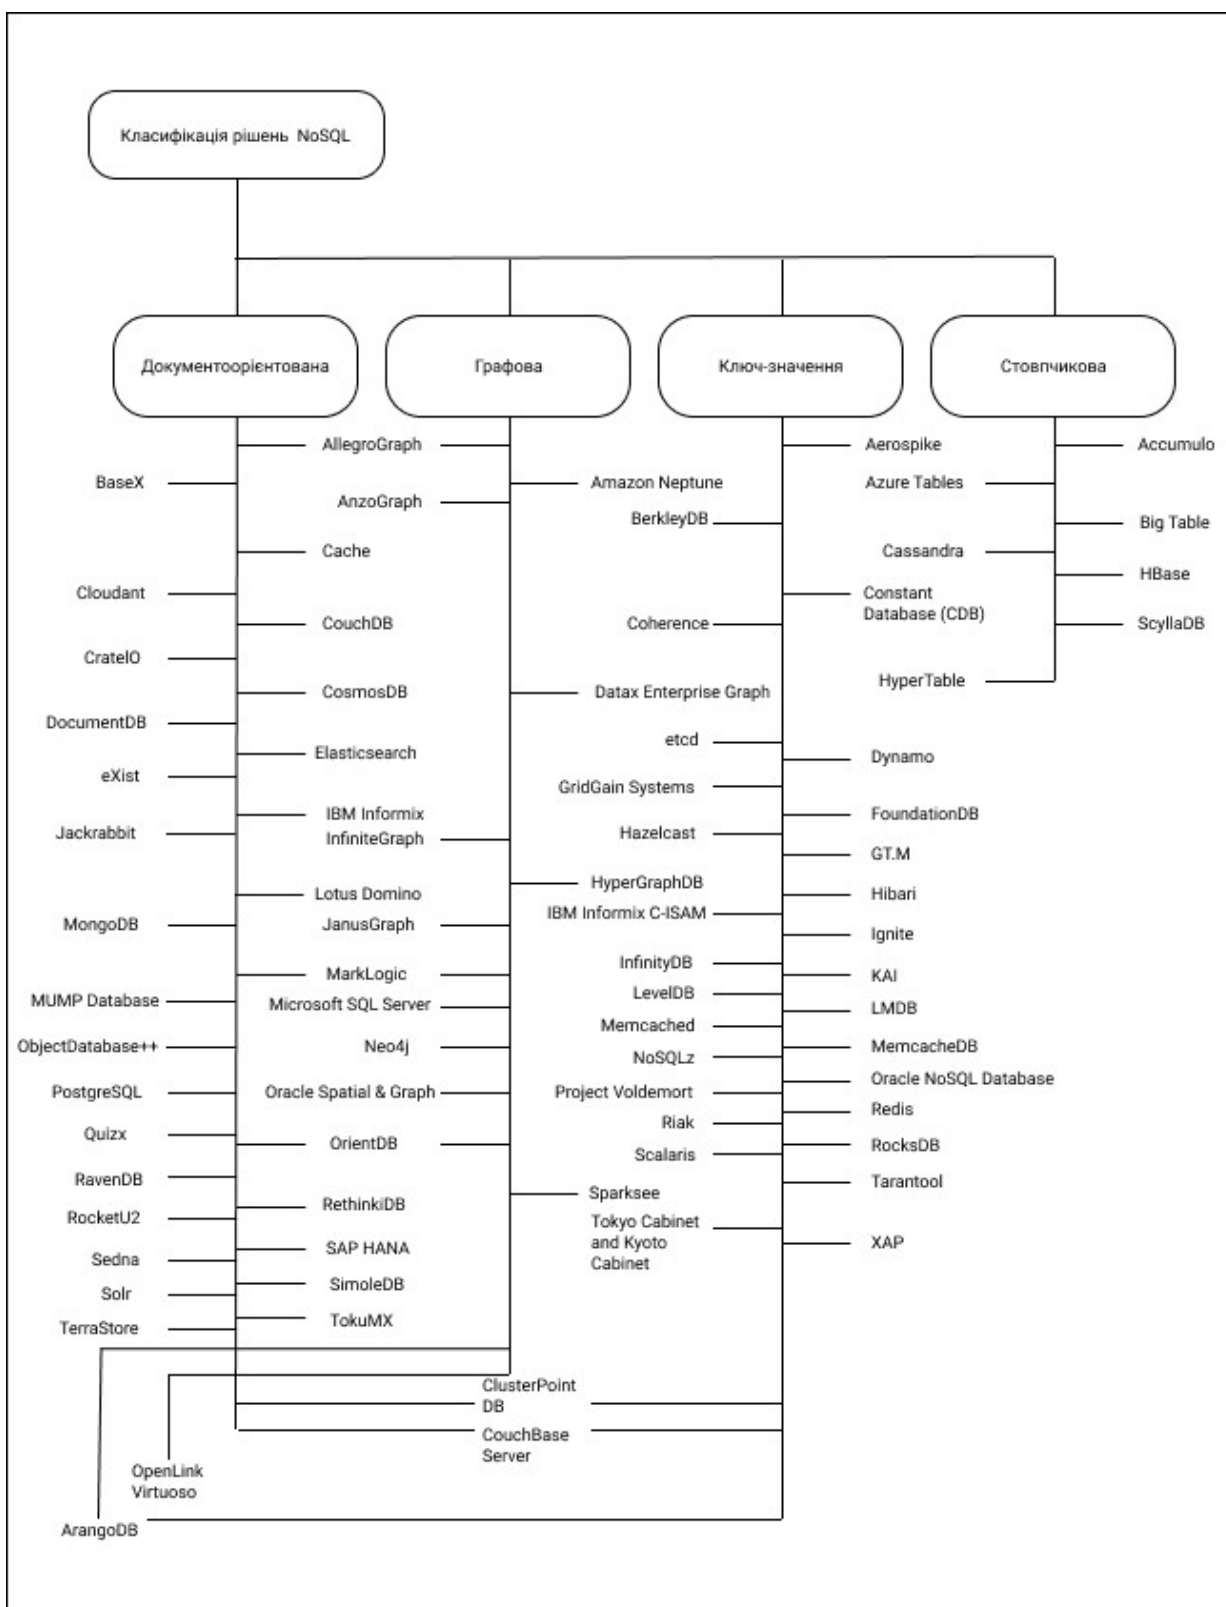 Класифікація рішень NoSQL
Документоорієнтована
Графова
Ключ-значення
Стовпчикова
AllegroGraph
Aerospike
Accumulo
BaseX
Amazon Neptune
Azure Tables
AnzoGraph
BerkleyDB
Big Table
Cache
Cassandra
HBase
Cloudant
Constant
Database (CDB)
CouchDB
Coherence
ScyllaDB
CrateIO
HyperTable
CosmosDB
Datax Enterprise Graph
DocumentDB
etcd
Elasticsearch
Dynamo
eXist
GridGain Systems
IBM Informix
FoundationDB
Jackrabbit
InfiniteGraph
Hazelcast
GT.M
HyperGraphDB
Lotus Domino
Hibari
IBM Informix C-ISAM
MongoDB
JanusGraph
Ignite
InfinityDB
MarkLogic
KAI
LevelDB
MUMP Database
Microsoft SQL Server
LMDB
Memcached
ObjectDatabase++
Neo4j
MemcacheDB
NoSQLz
Oracle NoSQL Database
PostgreSQL
Oracle Spatial & Graph
Project Voldemort
Redis
Riak
Quizx
OrientDB
RocksDB
Scalaris
RavenDB
Tarantool
Sparksee
RethinkiDB
RocketU2
Tokyo Cabinet
and Kyoto
Cabinet
XAP
SAP HANA
Sedna
SimoleDB
Solr
TokuMX
TerraStore
ClusterPoint
DB
CouchBase
Server
OpenLink
Virtuoso
ArangoDB